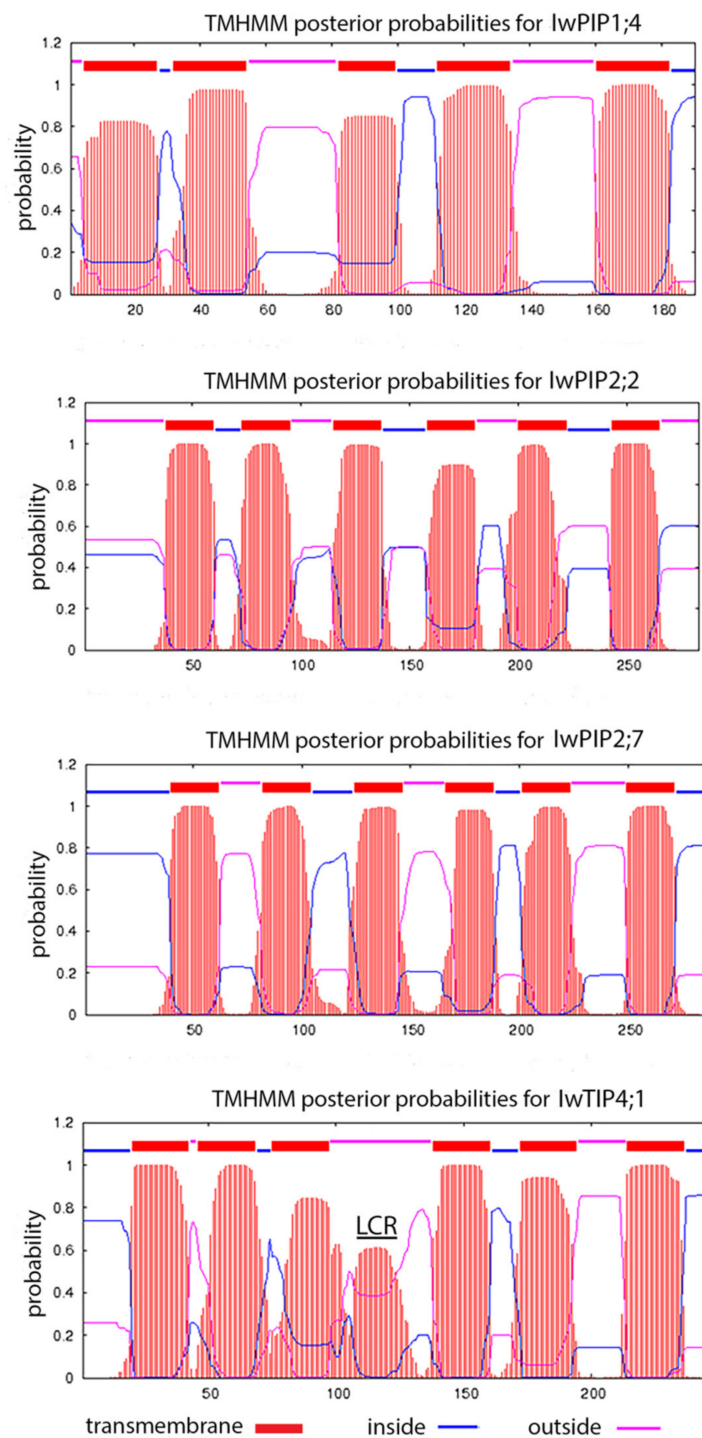 TMHMM posterior probabilities for IwPIP1;4
probability
1.2
1
0.8
0.6
0.4
0.2
0
20 40 60 80 100 120 140 160 180
TMHMM posterior probabilities for IwPIP2;2
probability
1.2
1
0.8
0.6
0.4
0.2
0
50 100 150 200 250
TMHMM posterior probabilities for IwPIP2;7
probability
1.2
1
0.8
0.6
0.4
0.2
0
50 100 150 200 250
TMHMM posterior probabilities for IwTIP4;1
probability
1.2
1
0.8
0.6
0.4
0.2
0
LCR
50 100 150 200
transmembrane inside outside